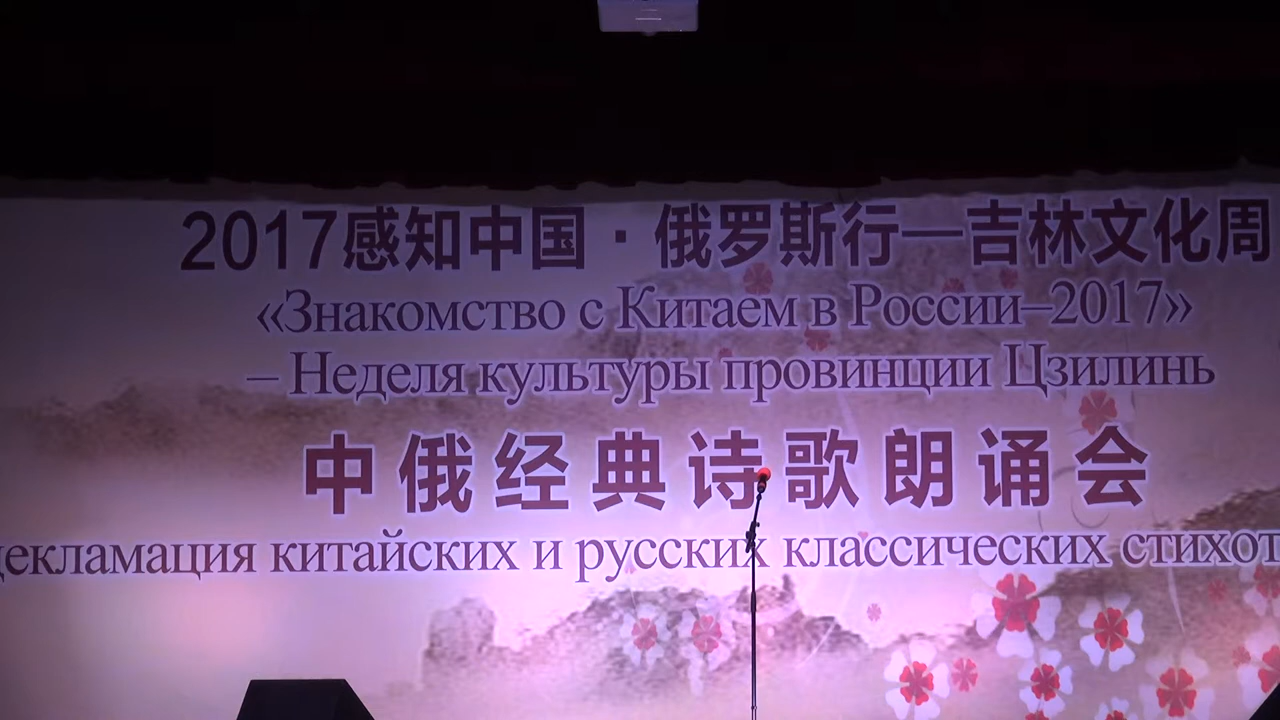 2017感知中国·俄罗斯行—吉林文化周
«Знакомство с Китаем в России–2017»
– Неделя культуры провинции Цзилинь
中俄经典诗歌朗诵会
декламация китайских и русских классических стихот